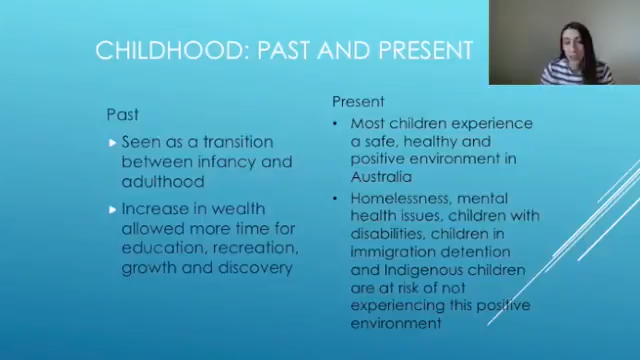 CHILDHOOD: PAST AND PRESENT
Past
Seen as a transition
between infancy and
adulthood
Increase in wealth
allowed more time for
education, recreation,
growth and discovery
Present
• Most children experience
a safe, healthy and
positive environment in
Australia
• Homelessness, mental
health issues, children with
disabilities, children in
immigration detention
and Indigenous children
are at risk of not
experiencing this positive
environment